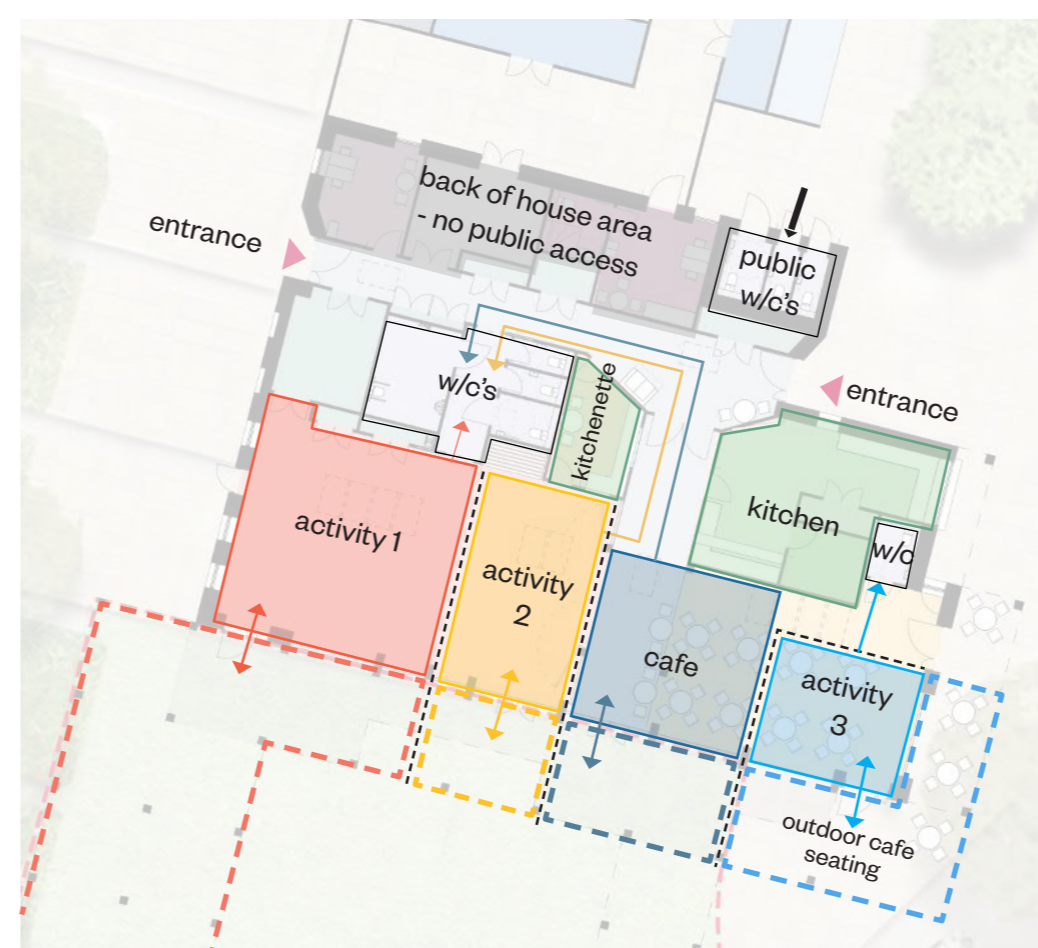 back of house area
- no public access
entrance
public
w/c's
w/c's
kitchenette
entrance
kitchen
w/c
activity 1
activity
2
cafe
activity
3
outdoor cafe
seating